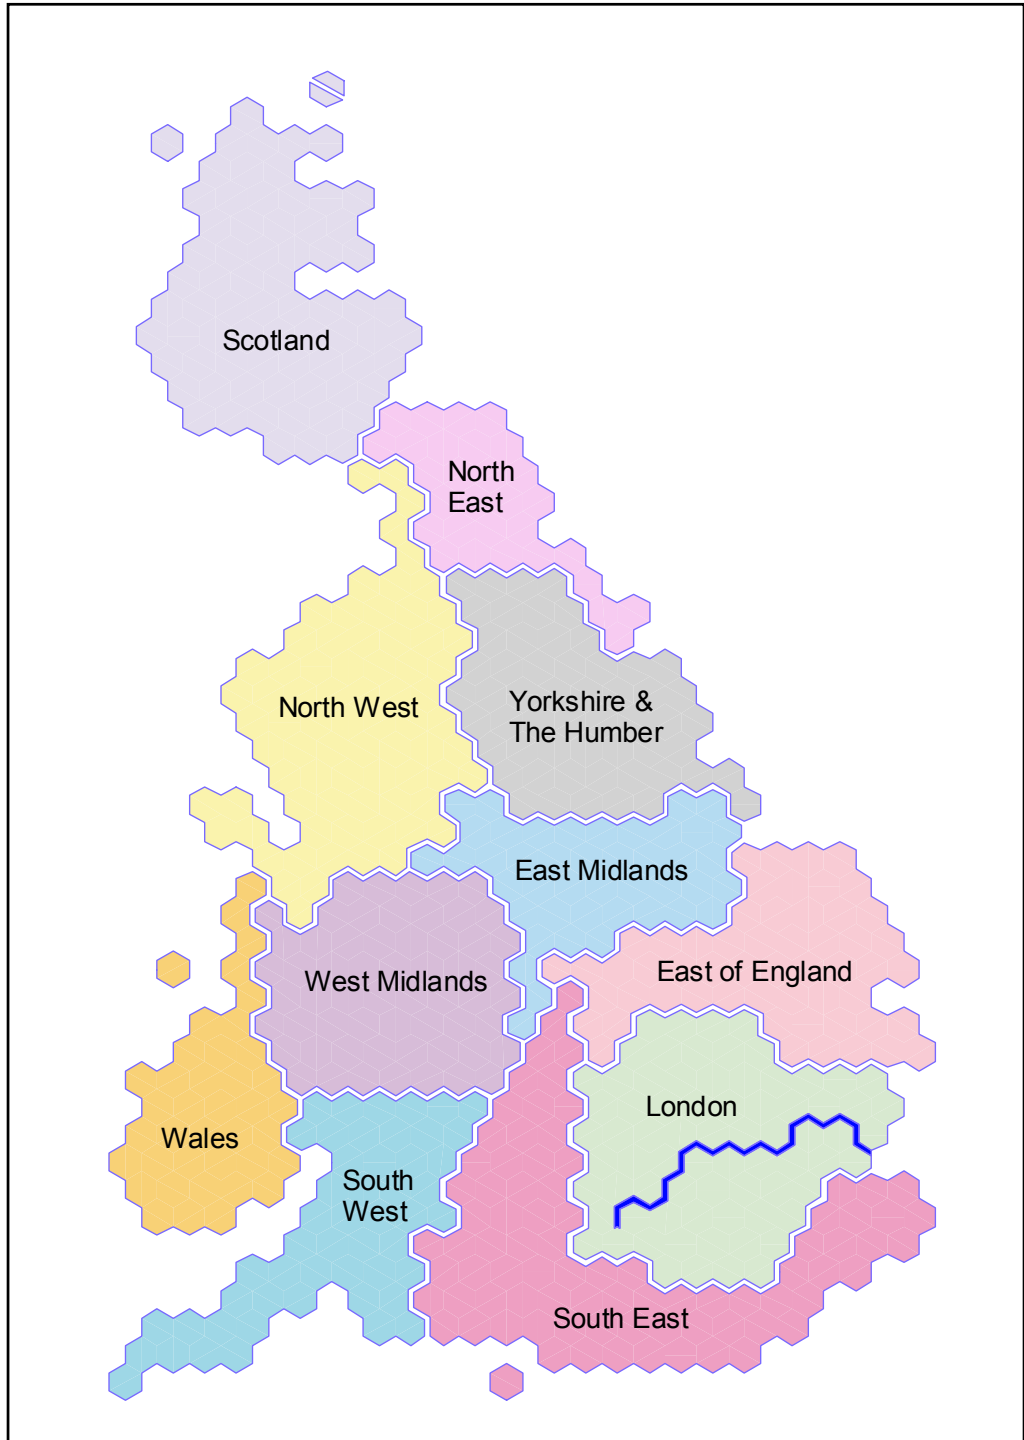 Scotland
North
East
North West
Yorkshire &
The Humber
East Midlands
West Midlands
East of England
London
Wales
South
West
South East